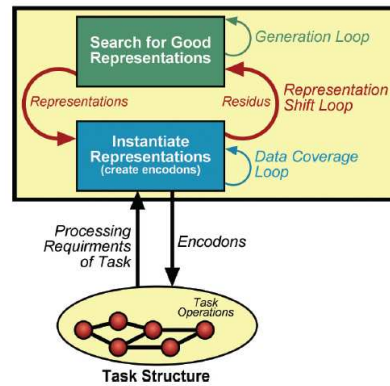 Search for Good
Representations
Generation Loop
Representations
Residus
Representation
Shift Loop
Instantiate
Representations
(create encodons)
Data Coverage
Loop
Processing
Requirments
of Task
Encodons
Task
Operations
Task Structure